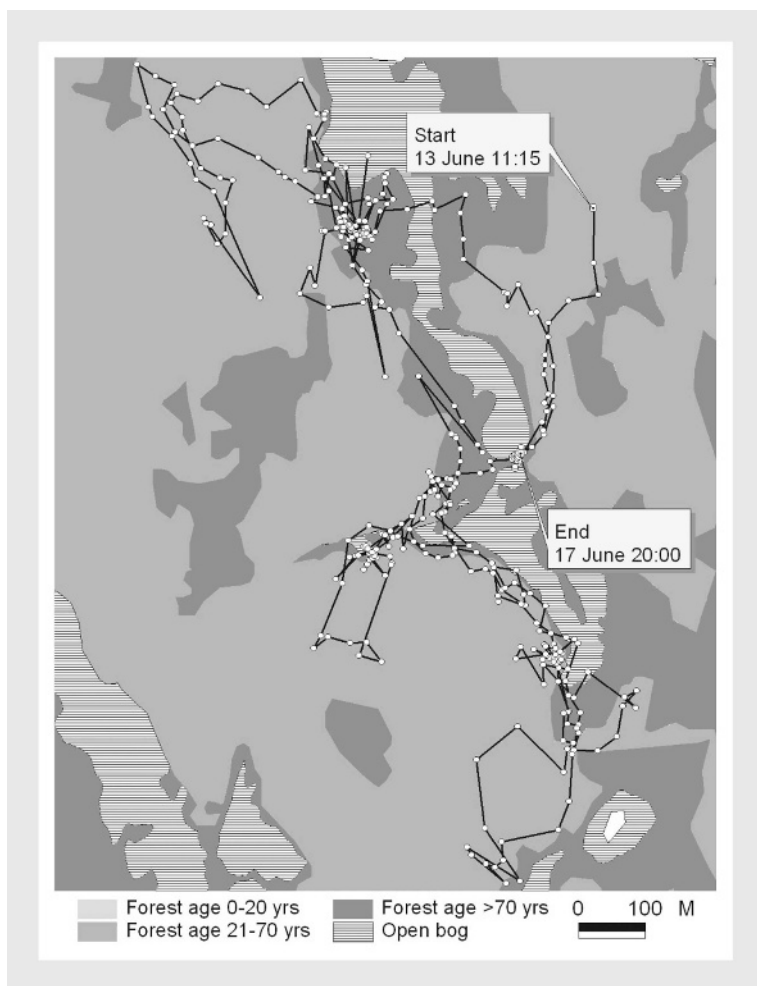 Start
13 June 11:15
End
17 June 20:00
Forest age 0-20 yrs
Forest age >70 yrs
0 100 M
Forest age 21-70 yrs
Open bog